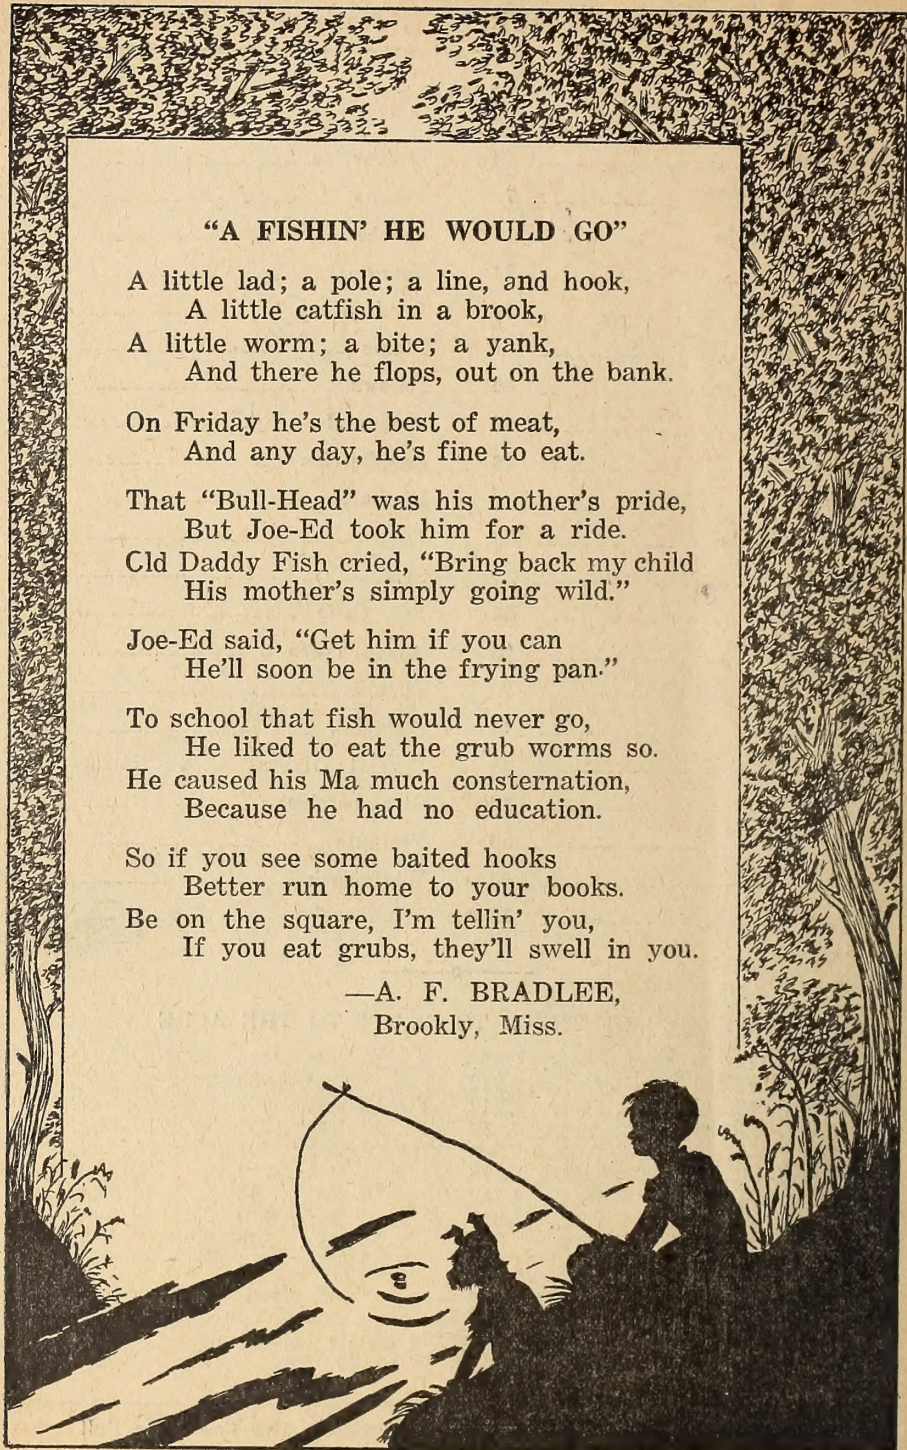 “A FISHIN’ HE WOULD GO”
A little lad; a pole; a line, and hook,
A little catfish in a brook,
A little worm; a bite; a yank,
And there he flops, out on the bank.
On Friday he’s the best of meat,
And any day, he’s fine to eat.
That “Bull-Head” was his mother’s pride,
But Joe-Ed took him for a ride.
Cld Daddy Fish cried, “Bring back my child
His mother’s simply going wild.”
Joe-Ed said, “Get him if you can
He’ll soon be in the frying pan.”
To school that fish would never go,
He liked to eat the grub worms so.
He caused his Ma much consternation,
Because he had no education.
So if you see some baited hooks
Better run home to your books.
Be on the square, I’m tellin’ you,
If you eat grubs, they’ll swell in you.
—A. F. BRADLEE,
Brookly, Miss.